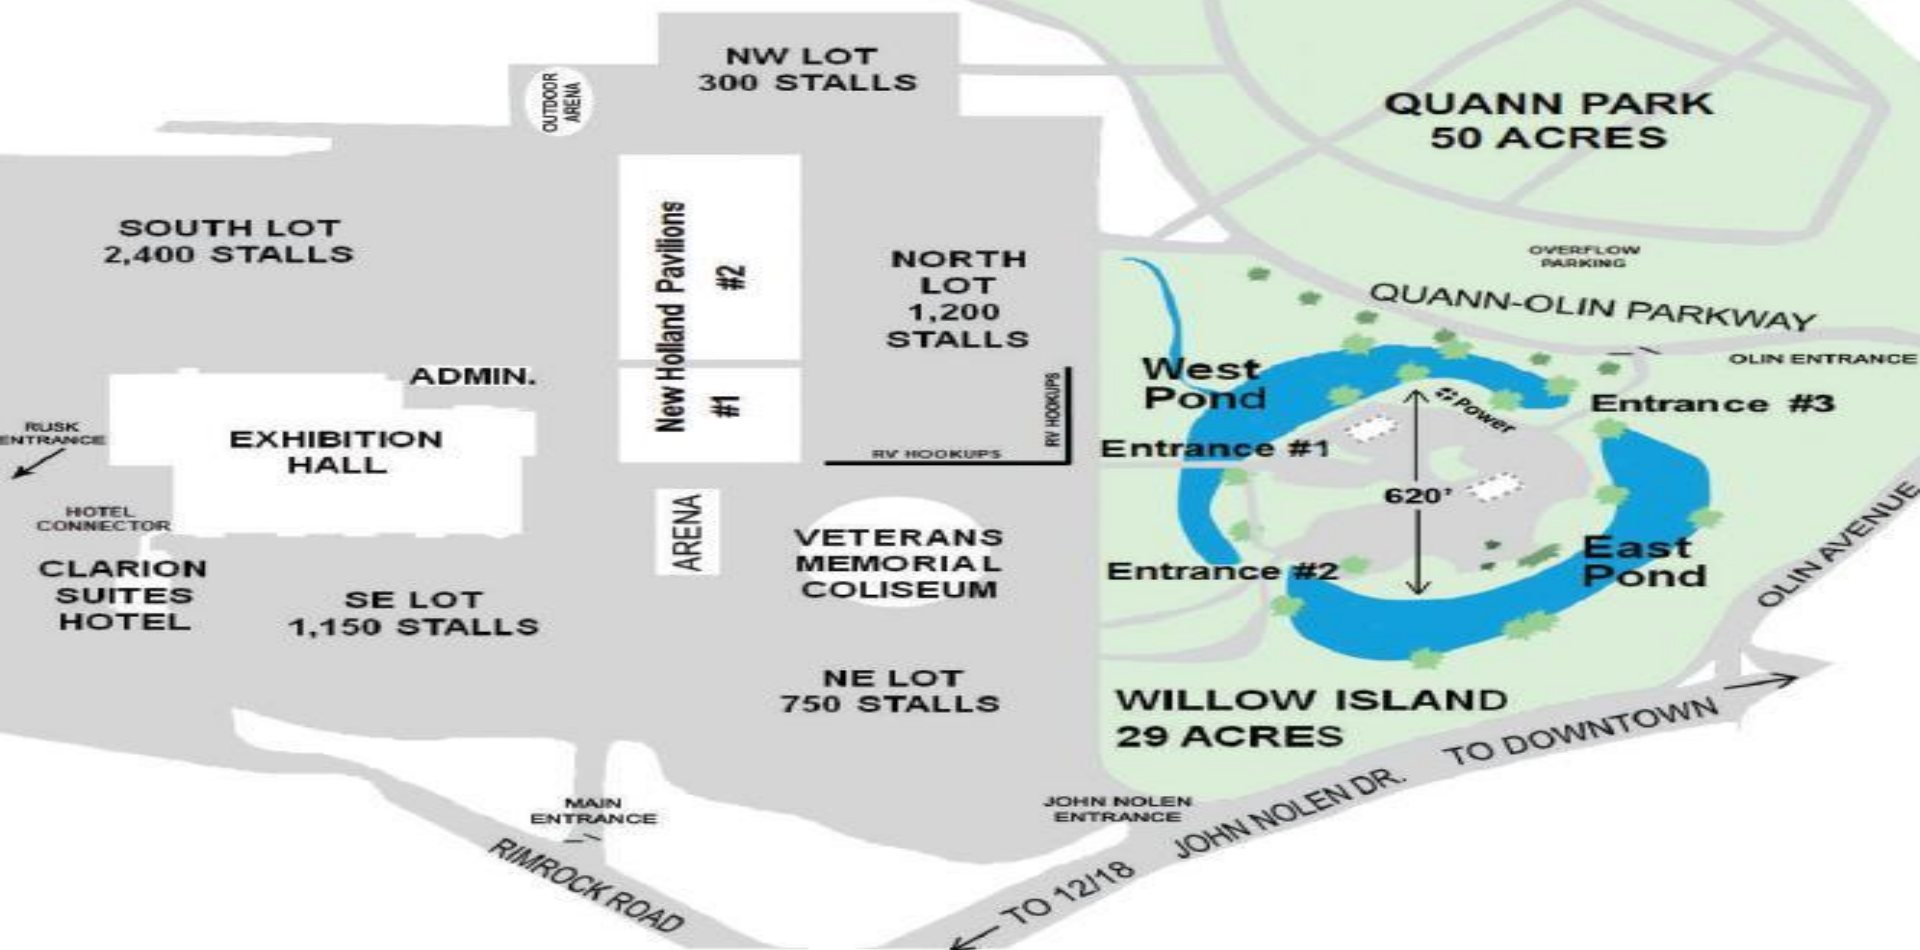 NW LOT
300 STALLS
OUTDOOR
ARENA
QUANN PARK
50 ACRES
SOUTH LOT
2,400 STALLS
New Holland Pavilions
#2
#1
NORTH
LOT
1,200
STALLS
OVERFLOW
PARKING
QUANN-OLIN PARKWAY
OLIN ENTRANCE
West
Pond
ADMIN.
RV HOOKUPS
RV HOOKUPS
Power
Entrance #3
Entrance #1
RUSK
ENTRANCE
EXHIBITION
HALL
620'
HOTEL
CONNECTOR
ARENA
VETERANS
MEMORIAL
COLISEUM
Entrance #2
East
Pond
OLIN AVENUE
CLARION
SUITES
HOTEL
SE LOT
1,150 STALLS
NE LOT
750 STALLS
WILLOW ISLAND
29 ACRES
TO DOWNTOWN
JOHN NOLEN DR.
MAIN
ENTRANCE
JOHN NOLEN
ENTRANCE
RIMROCK ROAD
TO 12/18